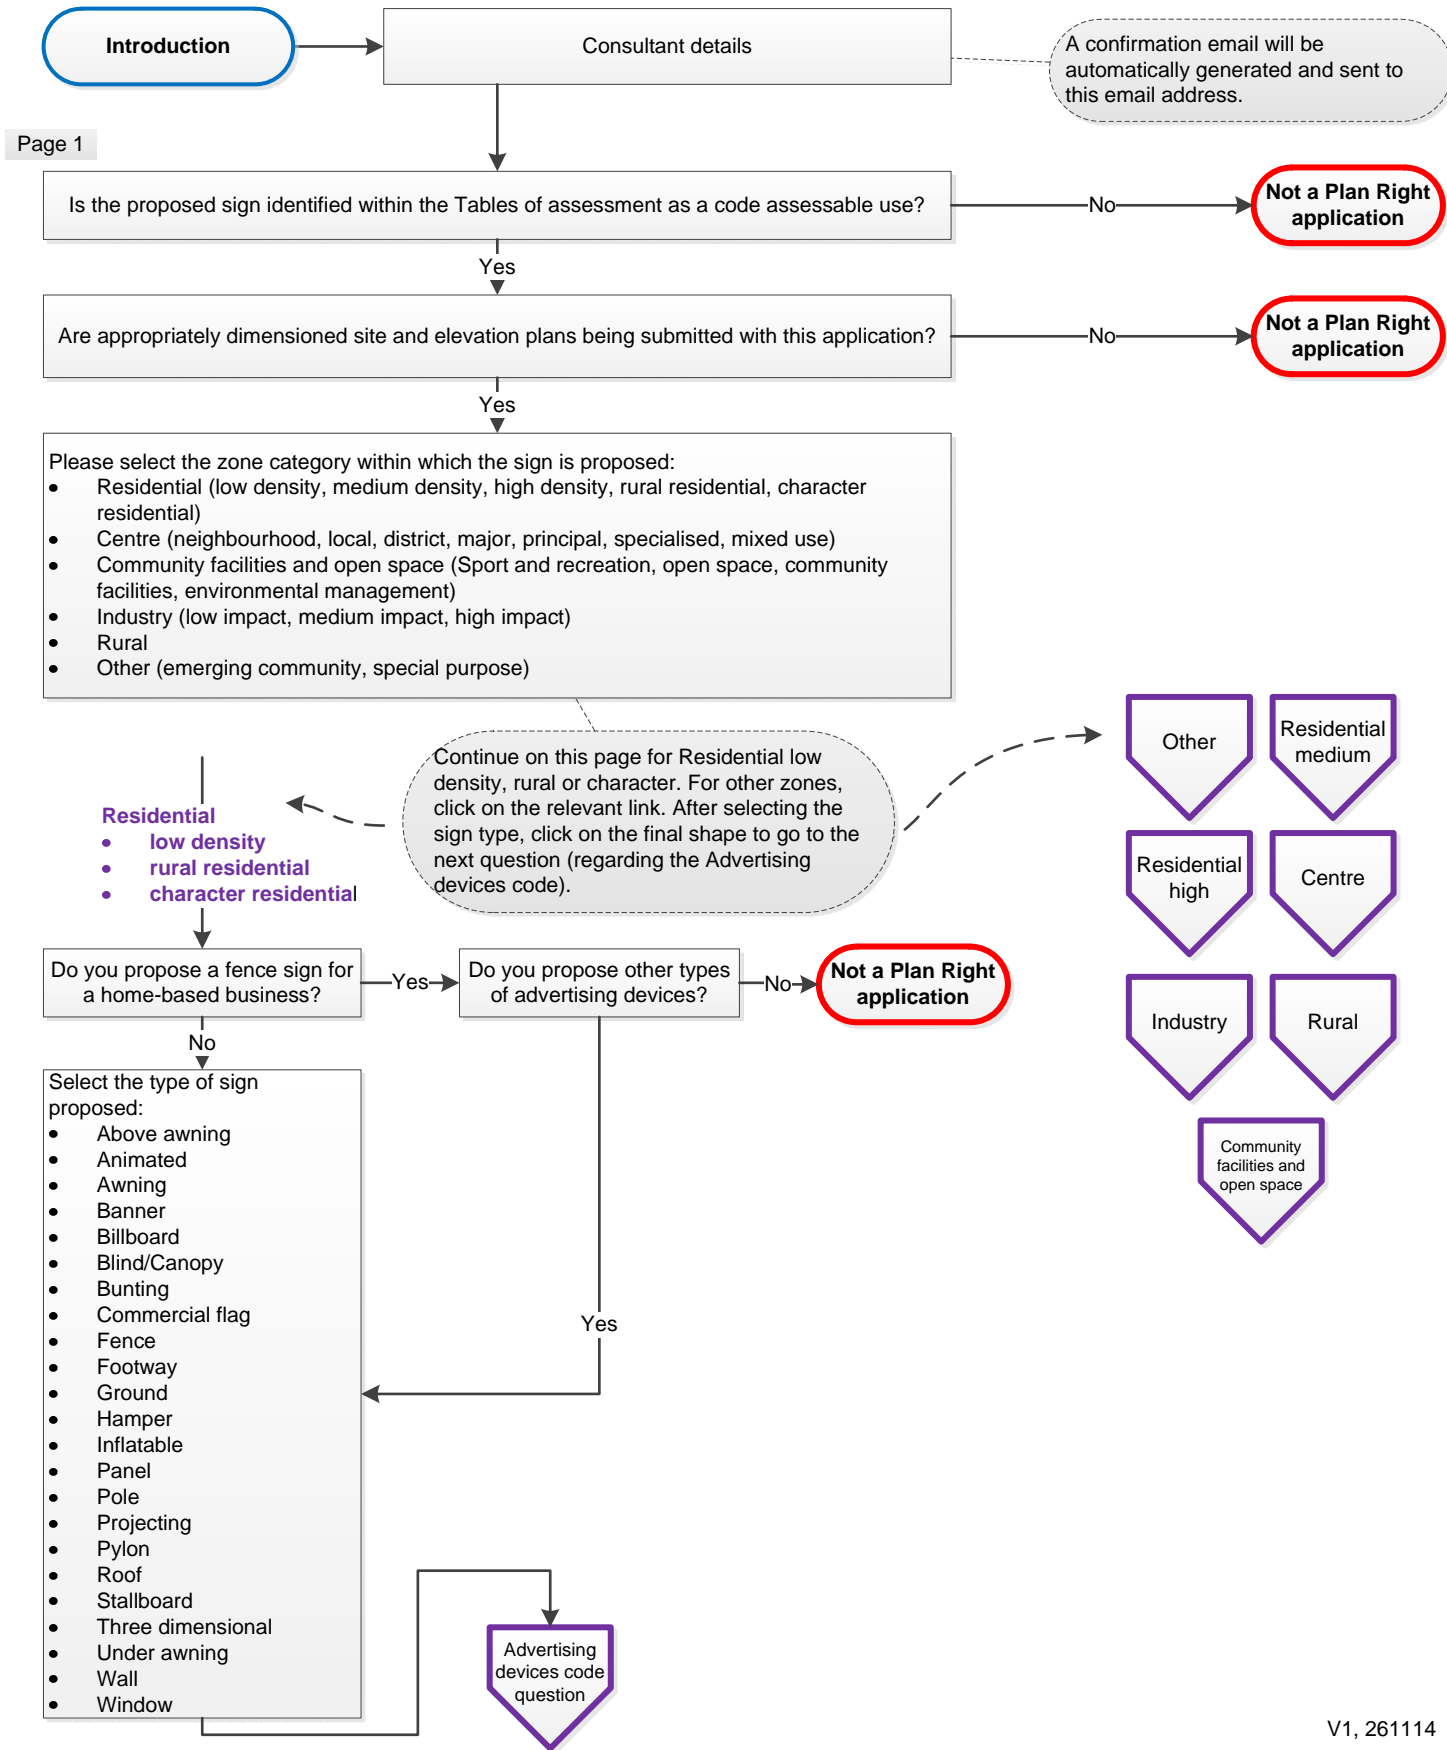 Introduction
Consultant details
A confirmation email will be
automatically generated and sent to
this email address.
Page 1
Is the proposed sign identified within the Tables of assessment as a code assessable use?
No
Not a Plan Right
application
Yes
Are appropriately dimensioned site and elevation plans being submitted with this application?
No
Not a Plan Right
application
Yes
Please select the zone category within which the sign is proposed:
• Residential (low density, medium density, high density, rural residential, character
residential)
• Centre (neighbourhood, local, district, major, principal, specialised, mixed use)
• Community facilities and open space (Sport and recreation, open space, community
facilities, environmental management)
• Industry (low impact, medium impact, high impact)
• Rural
• Other (emerging community, special purpose)
Continue on this page for Residential low
density, rural or character. For other zones,
click on the relevant link. After selecting the
sign type, click on the final shape to go to the
next question (regarding the Advertising
devices code).
Other
Residential
medium
Residential
high
Centre
Industry
Rural
Community
facilities and
open space
Residential
• low density
• rural residential
• character residential
Do you propose a fence sign for
a home-based business?
Yes
Do you propose other types
of advertising devices?
No
Not a Plan Right
application
No
Yes
Select the type of sign
proposed:
• Above awning
• Animated
• Awning
• Banner
• Billboard
• Blind/Canopy
• Bunting
• Commercial flag
• Fence
• Footway
• Ground
• Hamper
• Inflatable
• Panel
• Pole
• Projecting
• Pylon
• Roof
• Stallboard
• Three dimensional
• Under awning
• Wall
• Window
Advertising
devices code
question
V1, 261114